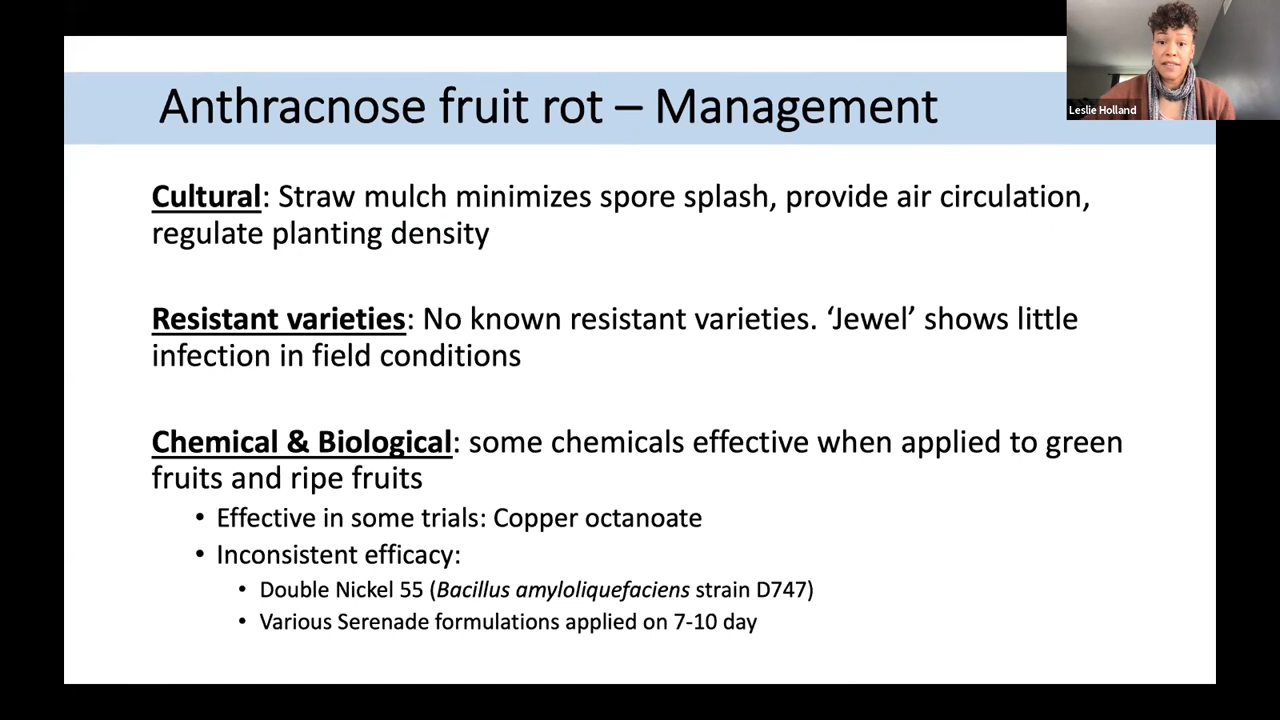 Anthracnose fruit rot – Management
Leslie Holland
Cultural: Straw mulch minimizes spore splash, provide air circulation,
regulate planting density
Resistant varieties: No known resistant varieties. ‘Jewel’ shows little
infection in field conditions
Chemical & Biological: some chemicals effective when applied to green
fruits and ripe fruits
• Effective in some trials: Copper octanoate
• Inconsistent efficacy:
• Double Nickel 55 (Bacillus amyloliquefaciens strain D747)
• Various Serenade formulations applied on 7-10 day